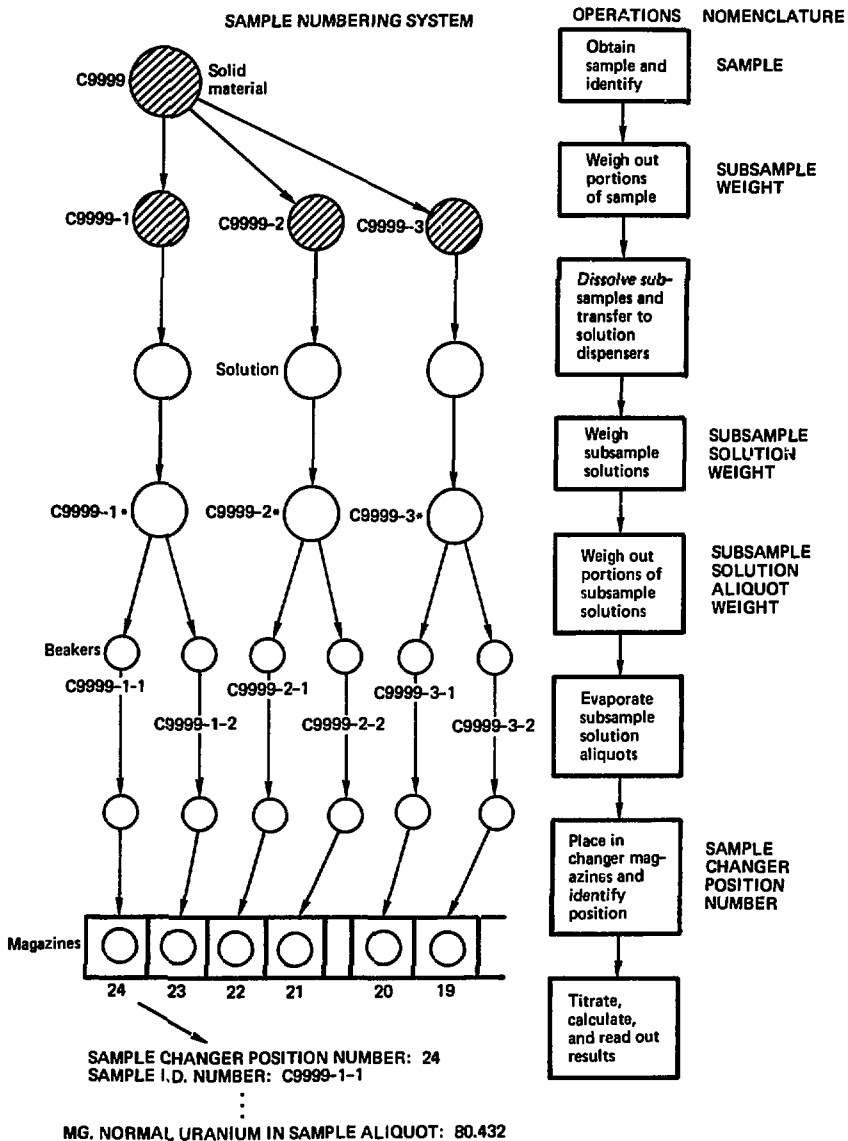 SAMPLE NUMBERING SYSTEM
OPERATIONS
NOMENCLATURE
C9999
Solid
material
Obtain
sample and
identify
SAMPLE
C9999-1
C9999-2
C9999-3
Weigh out
portions
of sample
SUBSAMPLE
WEIGHT
Dissolve sub-
samples and
transfer to
solution
dispensers
Solution
Weigh
subsample
solutions
SUBSAMPLE
SOLUTION
WEIGHT
C9999-1*
C9999-2*
C9999-3*
Weigh out
portions of
subsample
solutions
SUBSAMPLE
SOLUTION
ALIQUOT
WEIGHT
Beakers
C9999-1-1
C9999-1-2
C9999-2-1
C9999-2-2
C9999-3-1
C9999-3-2
Evaporate
subsample
solution
aliquots
Place in
changer mag-
azines and
identify
position
SAMPLE
CHANGER
POSITION
NUMBER
Magazines
24
23
22
21
20
19
Titrate,
calculate,
and read out
results
SAMPLE CHANGER POSITION NUMBER: 24
SAMPLE I.D. NUMBER: C9999-1-1
MG. NORMAL URANIUM IN SAMPLE ALIQUOT: 80.432